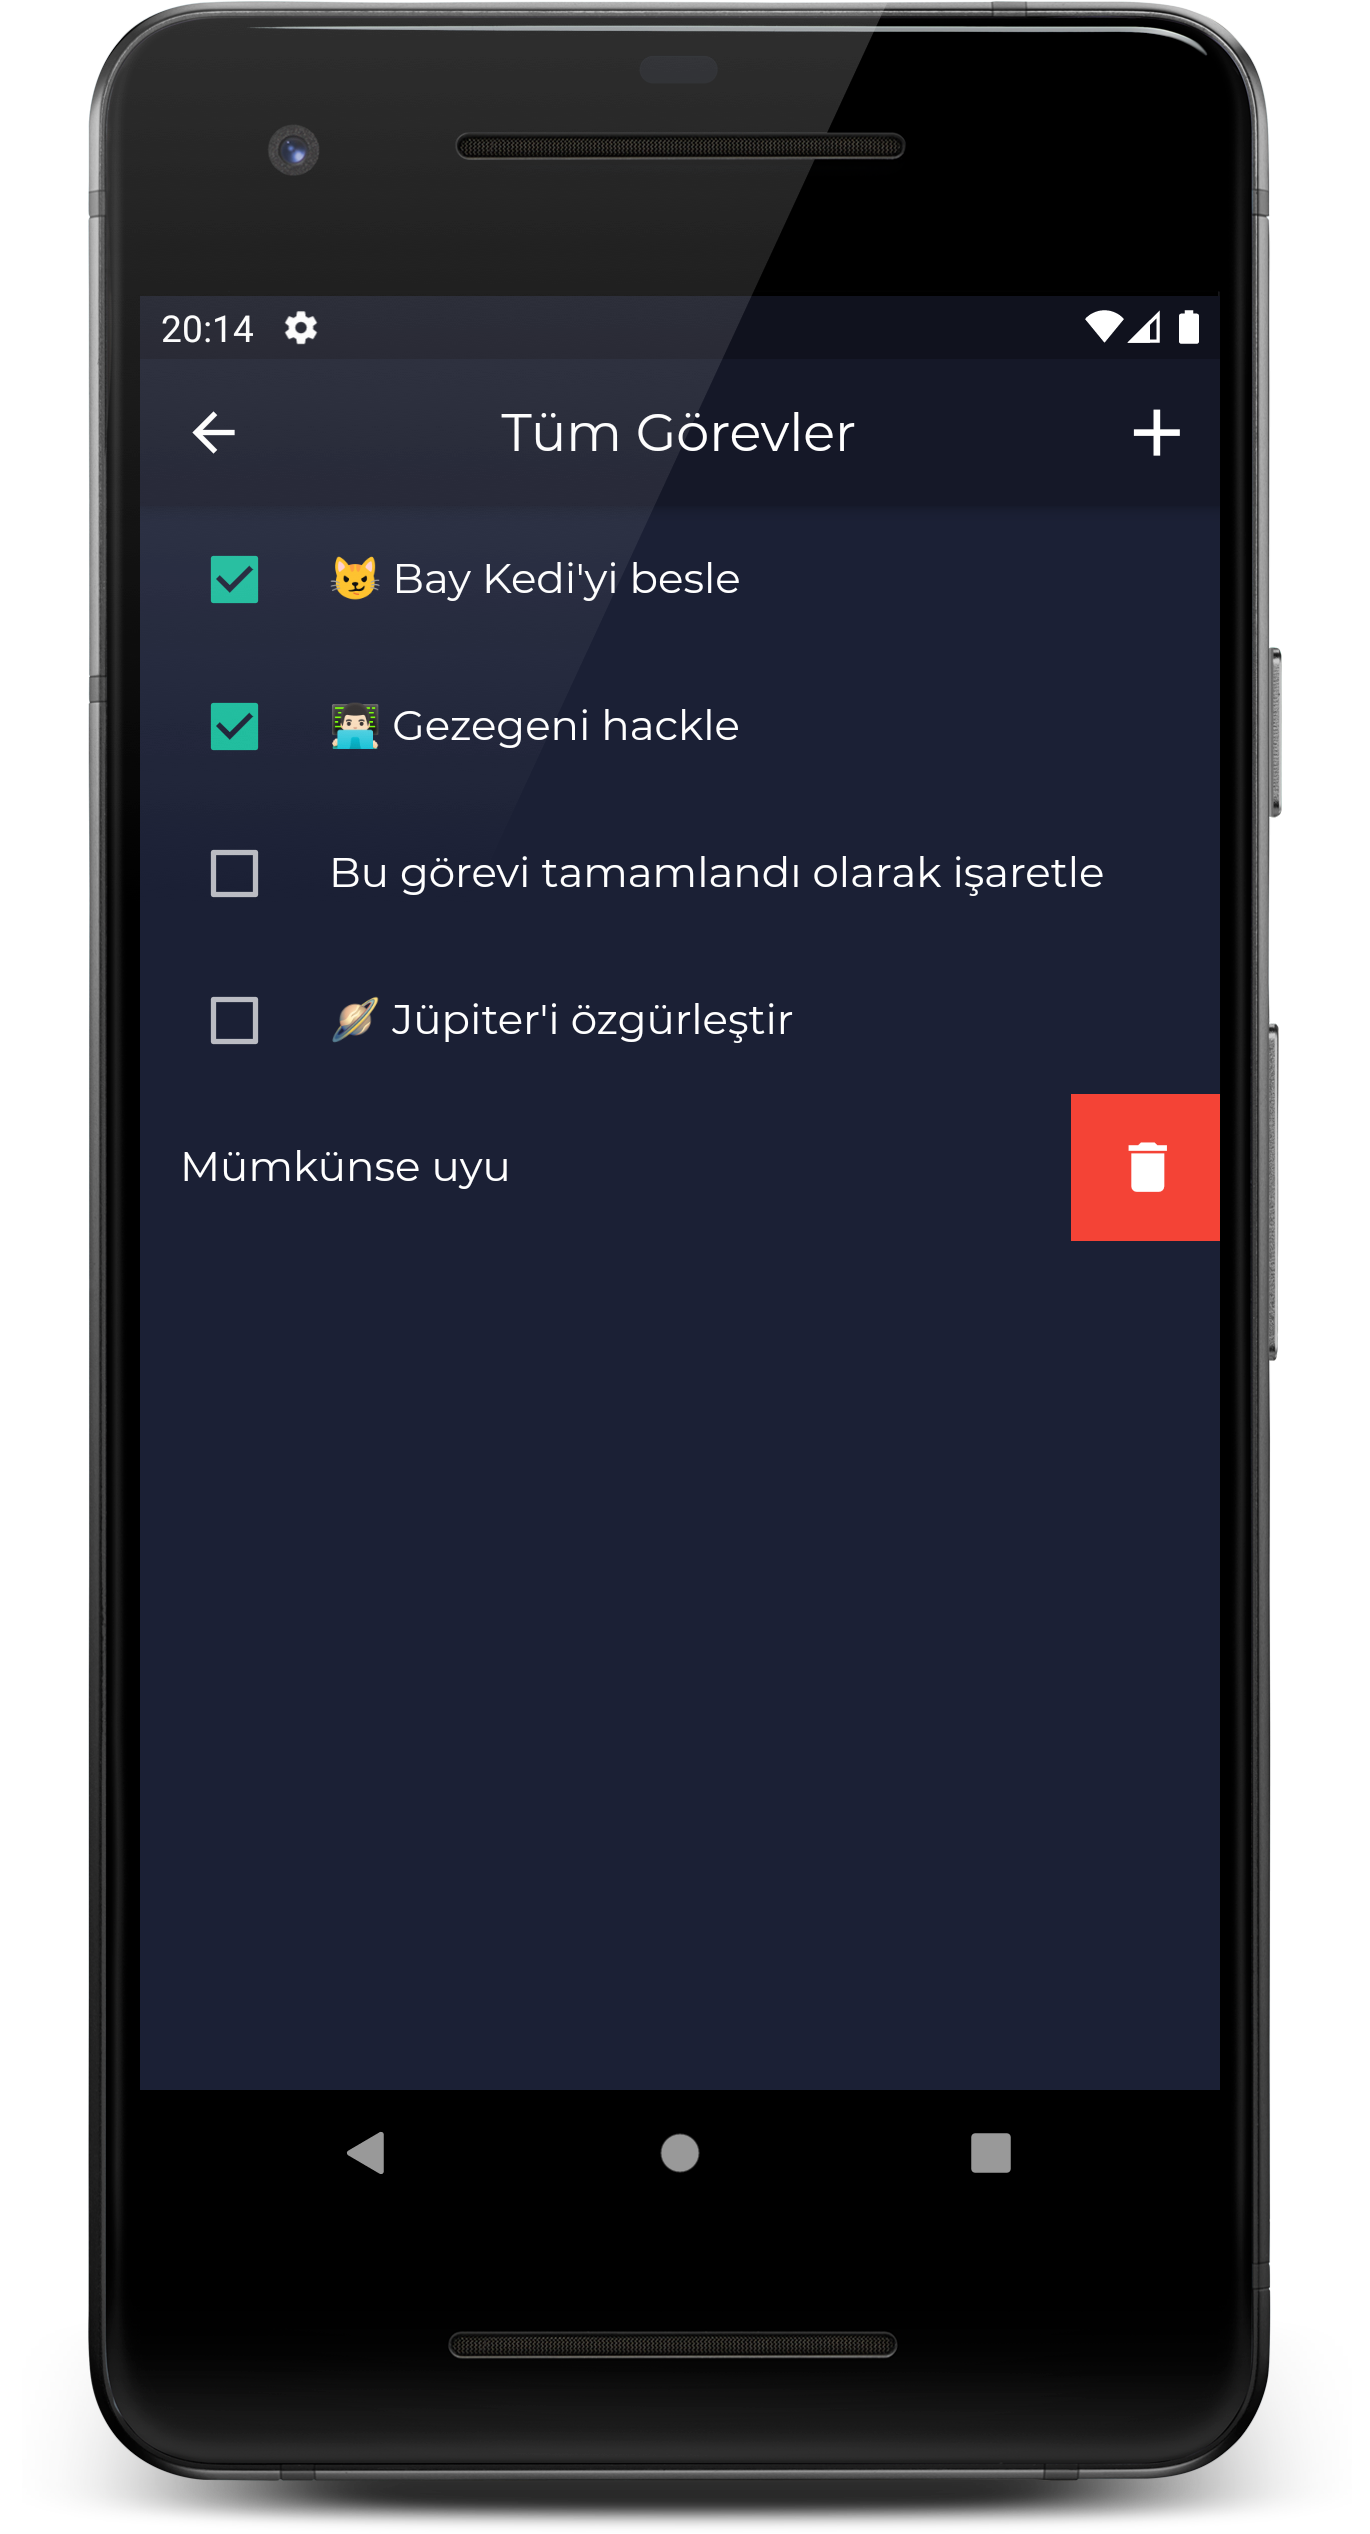 20:14
Tüm Görevler
😼 Bay Kedi'yi besle
👨🏻‍💻 Gezegeni hackle
Bu görevi tamamlandı olarak işaretle
🪐 Jüpiter'i özgürleştir
Mümkünse uyu